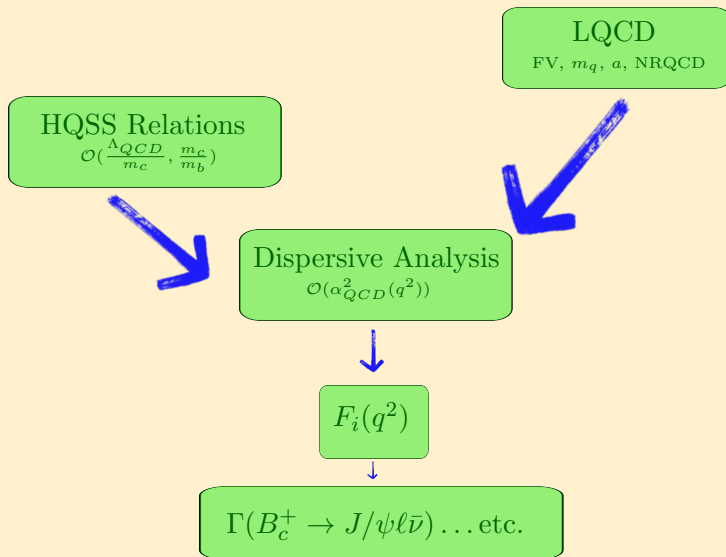 LQCD
FV, m_q, a, NRQCD
HQSS Relations
𝒪(Λ_QCD/m_c, m_c/m_b)
Dispersive Analysis
𝒪(α²_QCD(q²))
F_i(q²)
Γ(B_c⁺ → J/ψℓν̄) … etc.